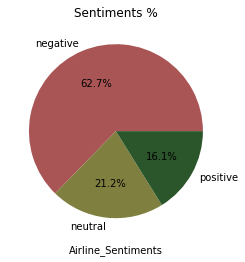 Sentiments %
negative
62.7%
16.1%
21.2%
positive
neutral
Airline_Sentiments